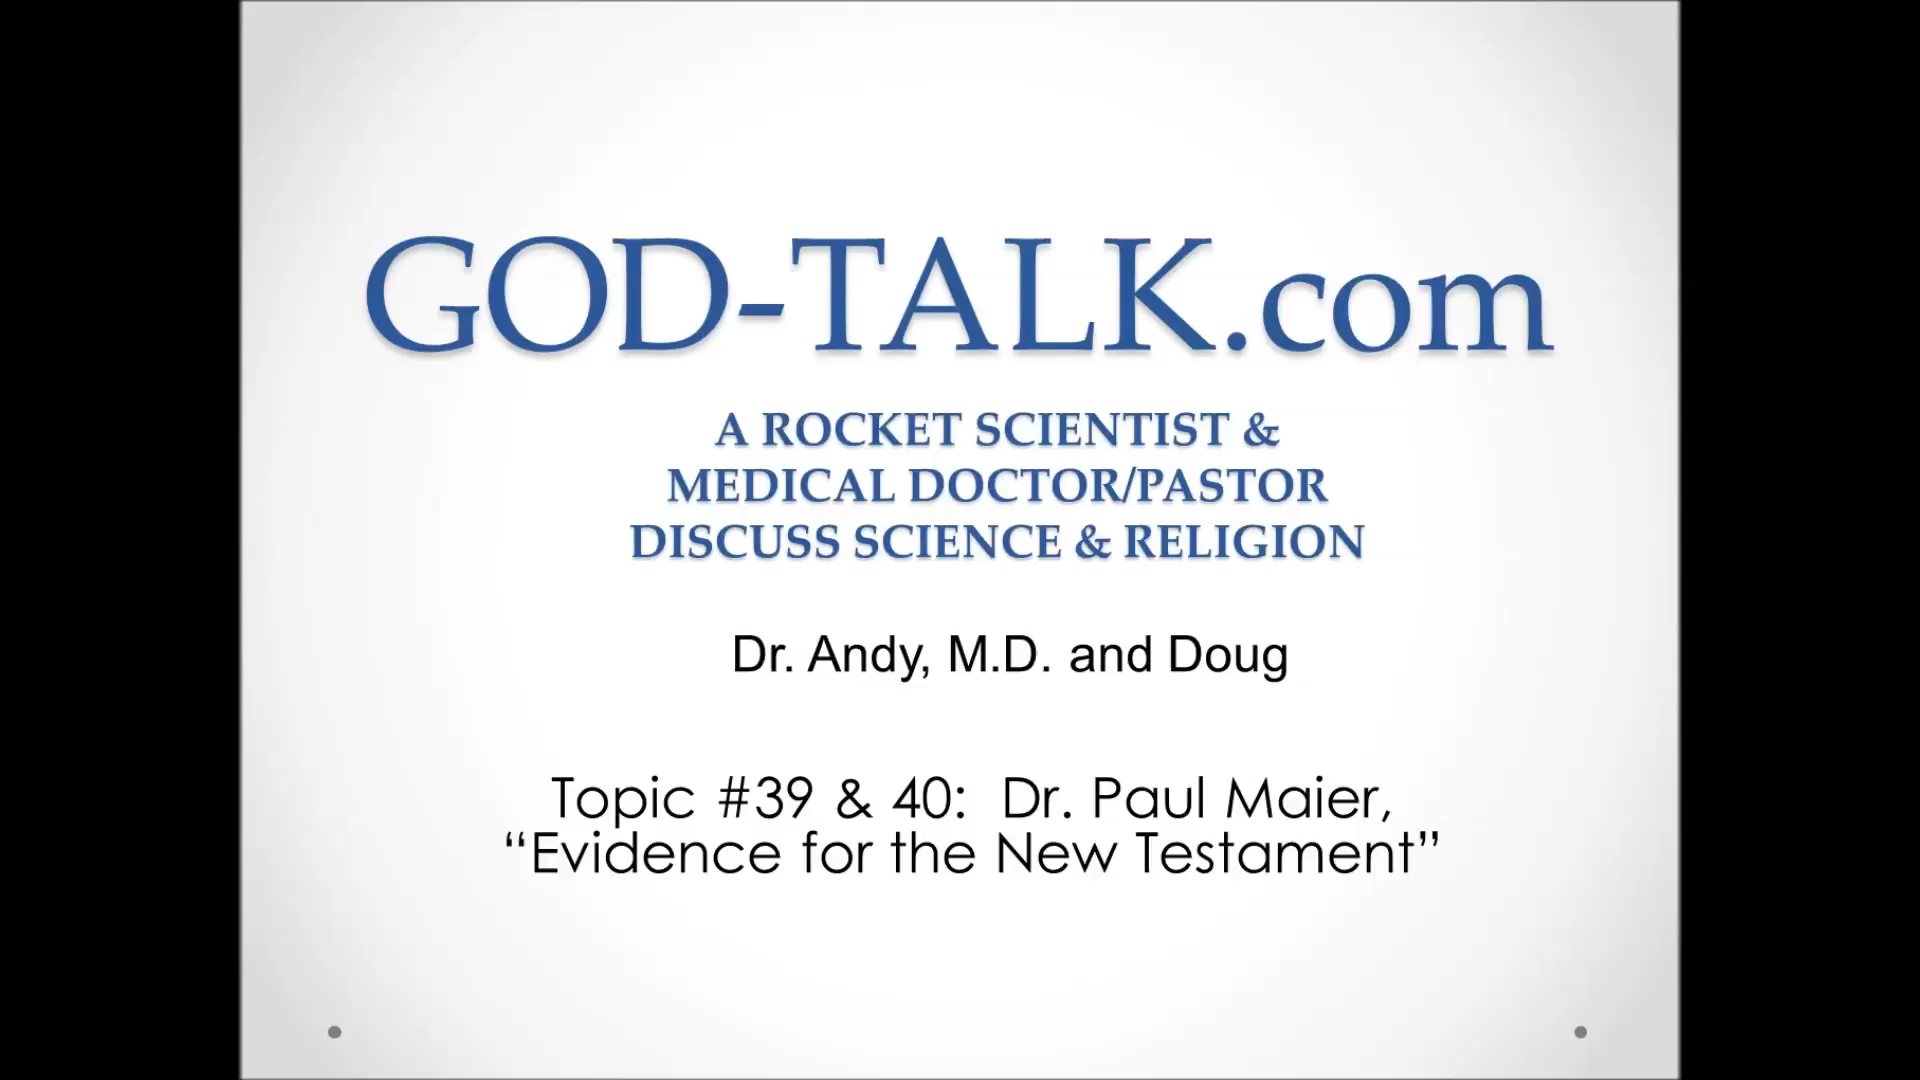 GOD-TALK.com
A ROCKET SCIENTIST &
MEDICAL DOCTOR/PASTOR
DISCUSS SCIENCE & RELIGION
Dr. Andy, M.D. and Doug
Topic #39 & 40:  Dr. Paul Maier,
“Evidence for the New Testament”